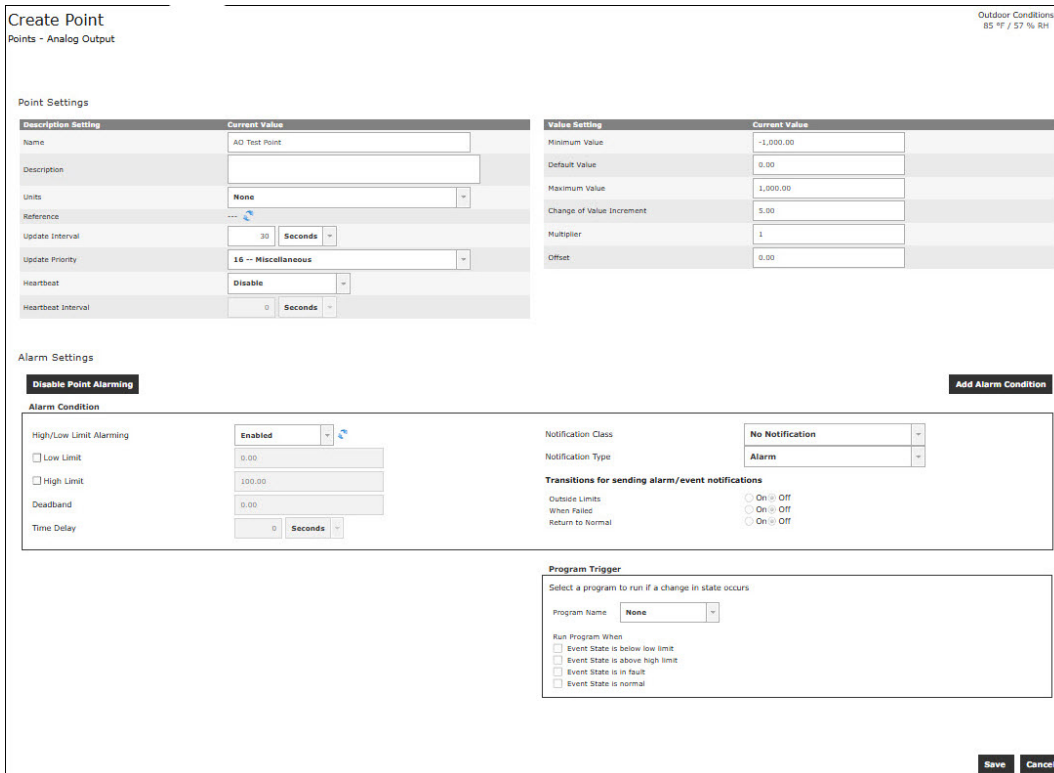 Create Point
Outdoor Conditions
85 °F / 57 % RH
Points - Analog Output
Point Settings
Description Setting Current Value
Name AO Test Point
Description
Units None
Reference ---
Update Interval 30 Seconds
Update Priority 16 -- Miscellaneous
Heartbeat Disable
Heartbeat Interval 0 Seconds
Value Setting Current Value
Minimum Value -1,000.00
Default Value 0.00
Maximum Value 1,000.00
Change of Value Increment 5.00
Multiplier 1
Offset 0.00
Alarm Settings
Disable Point Alarming
Add Alarm Condition
Alarm Condition
High/Low Limit Alarming Enabled
Low Limit 0.00
High Limit 100.00
Deadband 0.00
Time Delay 0 Seconds
Notification Class No Notification
Notification Type Alarm
Transitions for sending alarm/event notifications
Outside Limits On Off
When Failed On Off
Return to Normal On Off
Program Trigger
Select a program to run if a change in state occurs
Program Name None
Run Program When
Event State is below low limit
Event State is above high limit
Event State is in fault
Event State is normal
Save Cancel